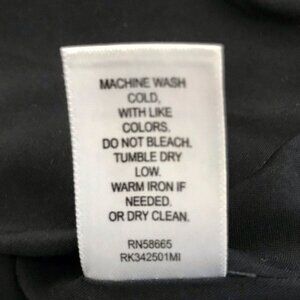 MACHINE WASH
COLD,
WITH LIKE
COLORS.
DO NOT BLEACH.
TUMBLE DRY
LOW.
WARM IRON IF
NEEDED.
OR DRY CLEAN.
RN58665
RK342501MI